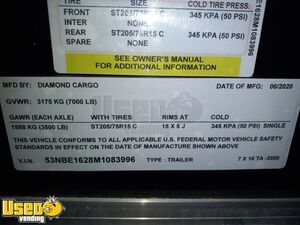 COLD TIRE PRESS.
FRONT ST205/75R15 C 345 KPA (50 PSI)
INTER NONE
REAR ST205/75R15 C 345 KPA (50 PSI)
SPARE NONE
E1628M1083996
SEE OWNER'S MANUAL
FOR ADDITIONAL INFORMATION
MFD BY: DIAMOND CARGO DATE OF MFG: 06/2020
GVWR: 3175 KG (7000 LB)
GAWR (EACH AXLE) WITH TIRES RIMS AT COLD
1588 KG (3500 LB) ST205/75R15 C 15 X 5 J 345 KPA (50 PSI) SINGLE
THIS VEHICLE CONFORMS TO ALL APPLICABLE U.S. FEDERAL MOTOR VEHICLE SAFETY
STANDARDS IN EFFECT ON THE DATE OF MANUFACTURE SHOWN ABOVE
V.I.N. 53NBE1628M1083996 TYPE: TRAILER 7 X 16 TA -3500
Used Vending